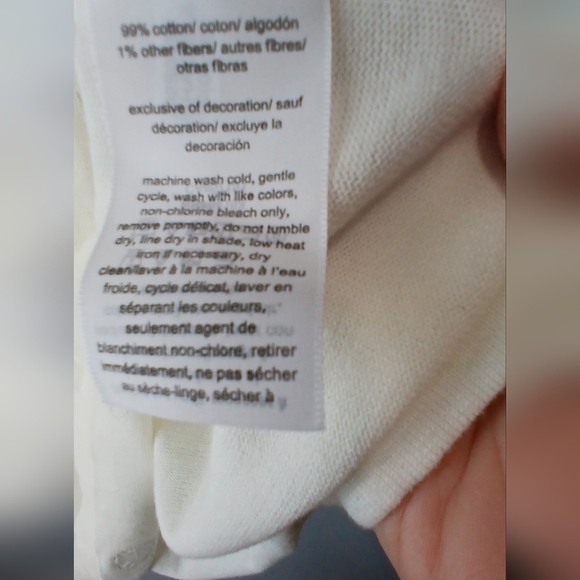 99% cotton/ coton/ algodón
1% other fibers/ autres fibres/
otras fibras
exclusive of decoration/ sauf
décoration/ excluye la
decoración
machine wash cold, gentle
cycle, wash with like colors,
non-chlorine bleach only,
remove promptly, do not tumble
dry, line dry in shade, low heat
iron if necessary, dry
clean/laver à la machine à l'eau
froide, cycle délicat, laver en
séparant les couleurs,
seulement agent de
blanchiment non-chloré, retirer
immédiatement, ne pas sécher
au sèche-linge, sécher à